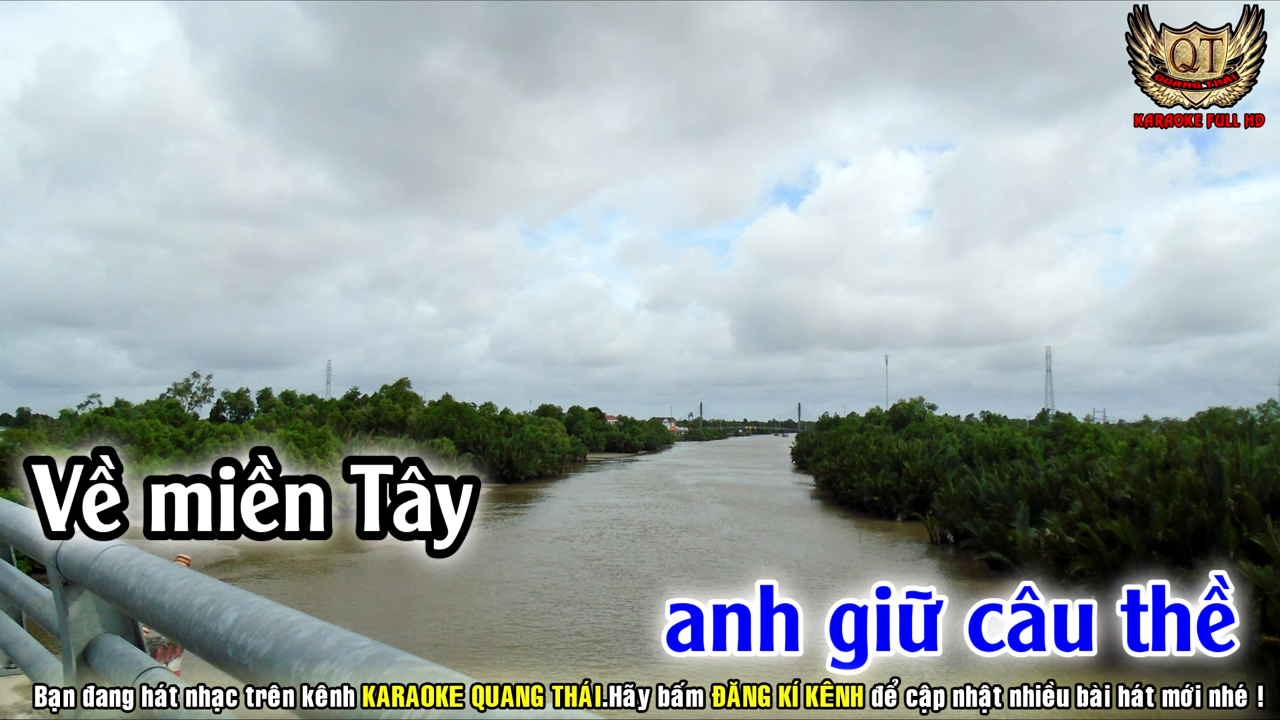 QT
QUANG THÁI
KARAOKE FULL HD
Về miền Tây
anh giữ câu thề
Bạn đang hát nhạc trên kênh KARAOKE QUANG THÁI.Hãy bấm ĐĂNG KÍ KÊNH để cập nhật nhiều bài hát mới nhé !